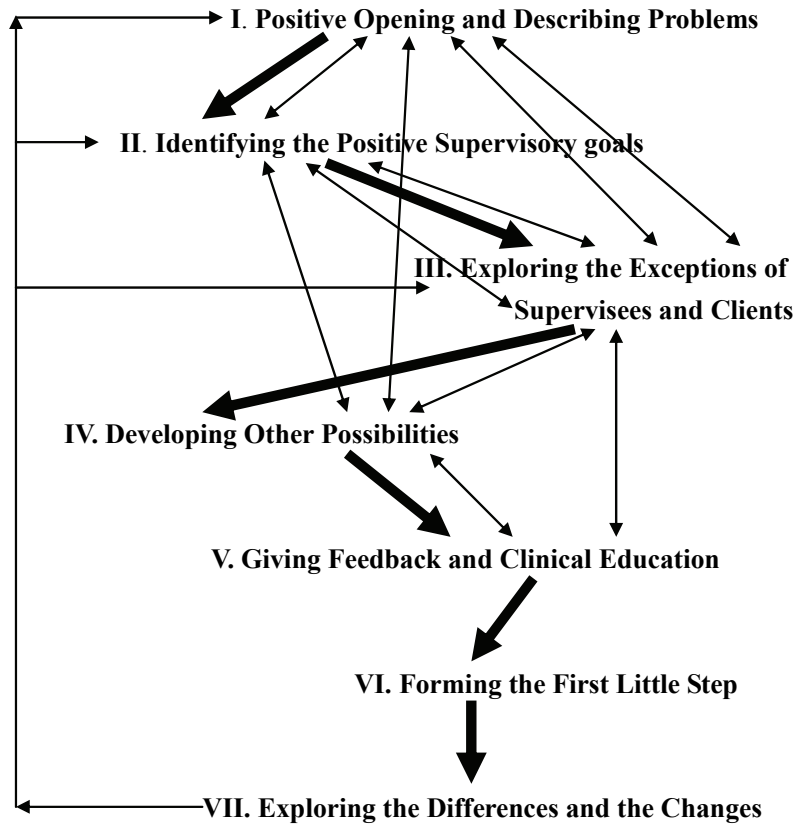 I. Positive Opening and Describing Problems
II. Identifying the Positive Supervisory goals
III. Exploring the Exceptions of
Supervisees and Clients
IV. Developing Other Possibilities
V. Giving Feedback and Clinical Education
VI. Forming the First Little Step
VII. Exploring the Differences and the Changes